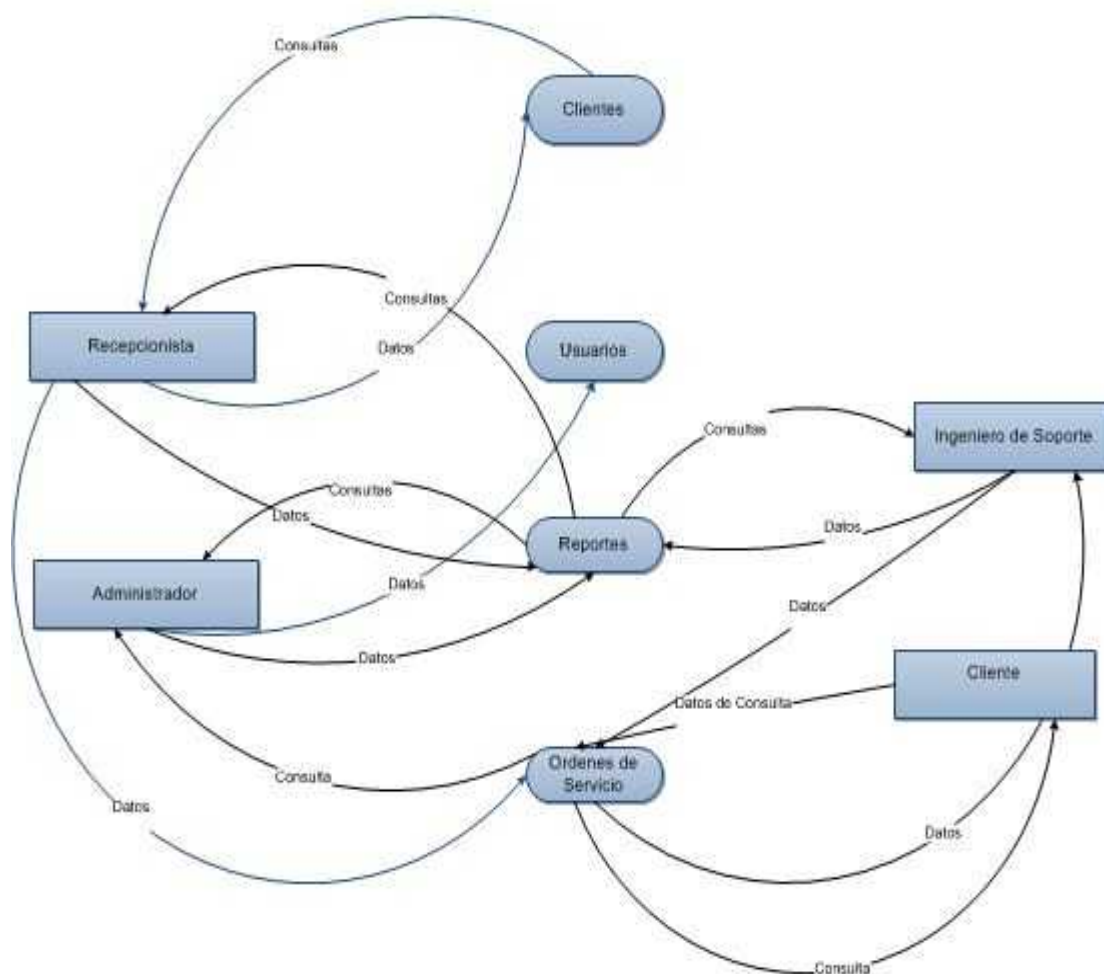 Consultas
Clientes
Consultas
Recepcionista
Datos
Usuarios
Consultas
Ingeniero de Soporte
Consultas
Datos
Datos
Reportes
Datos
Administrador
Datos
Datos
Datos
Cliente
Datos de Consulta
Ordenes de
Servicio
Consulta
Datos
Datos
Consulta